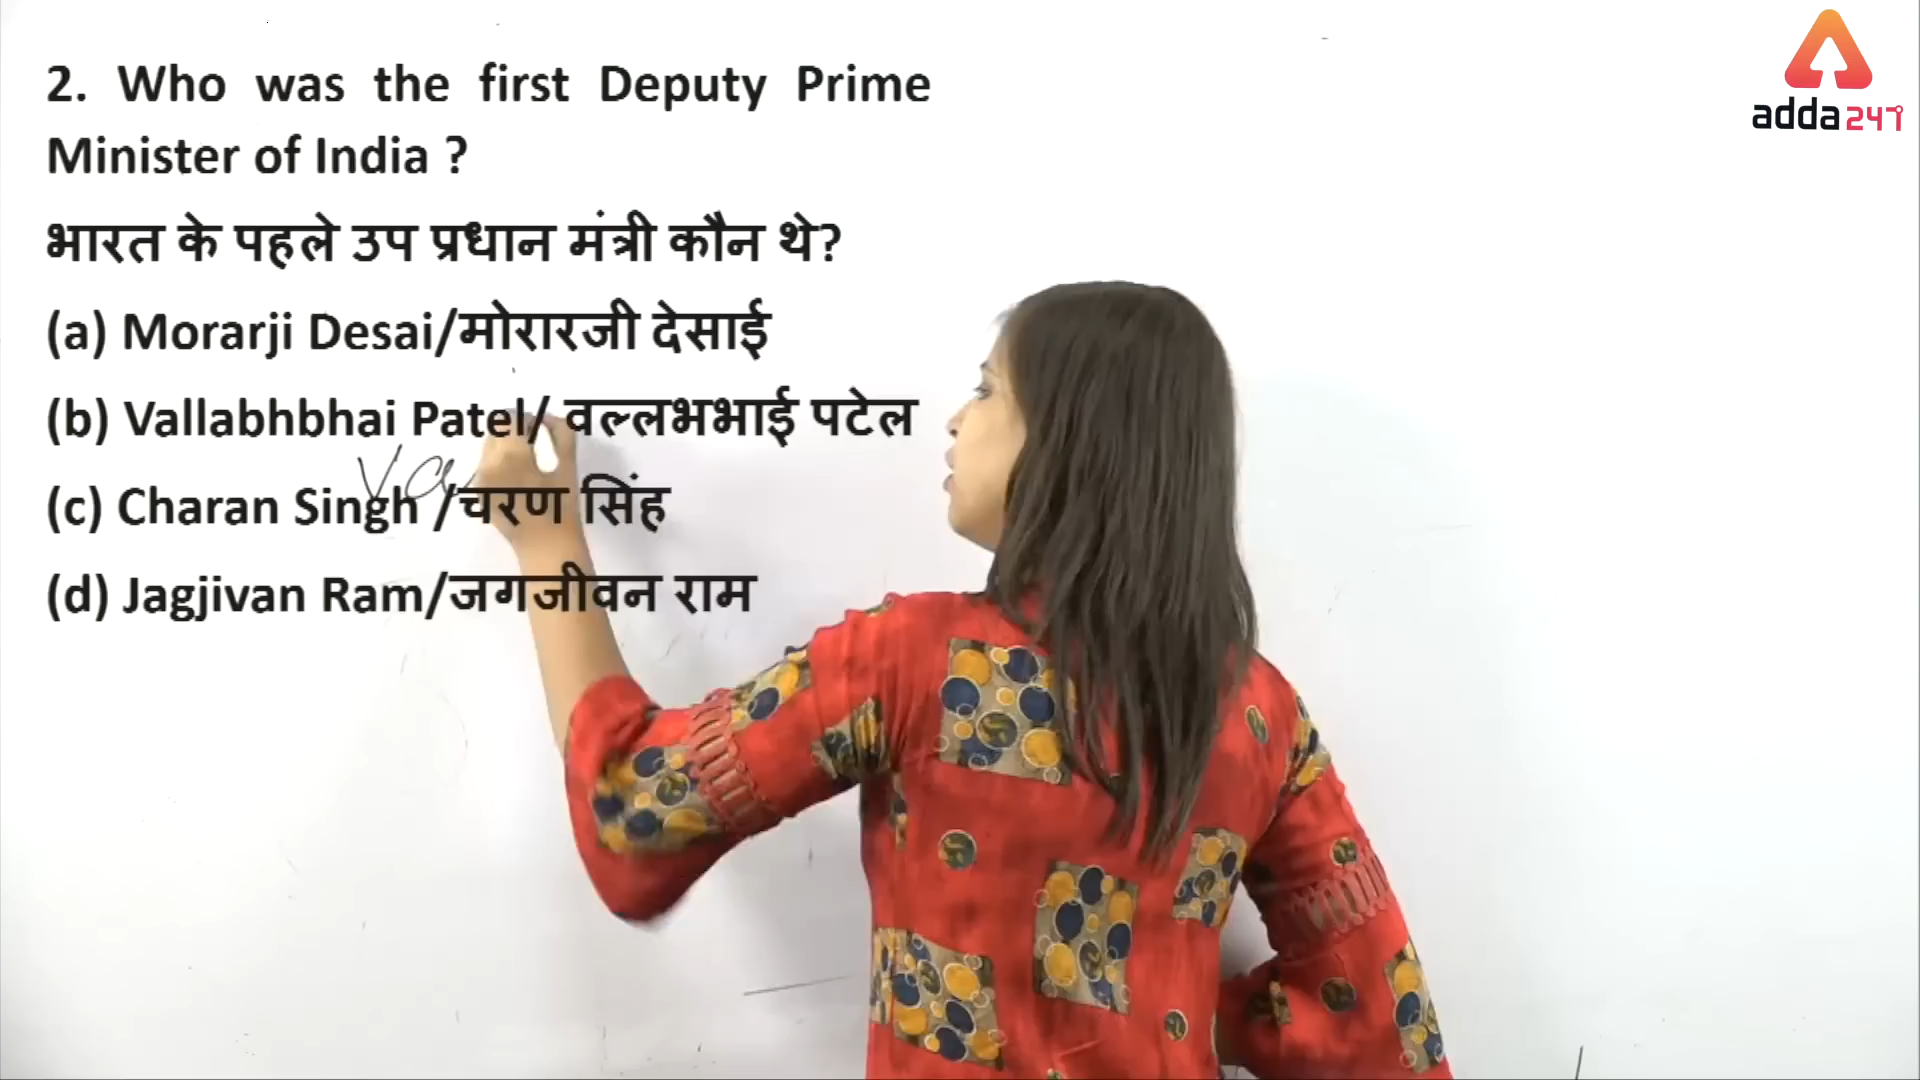 2. Who was the first Deputy Prime
Minister of India ?
भारत के पहले उप प्रधान मंत्री कौन थे?
(a) Morarji Desai/मोरारजी देसाई
(b) Vallabhbhai Patel/ वल्लभभाई पटेल
(c) Charan Singh /चरण सिंह
(d) Jagjivan Ram/जगजीवन राम
Va
adda247